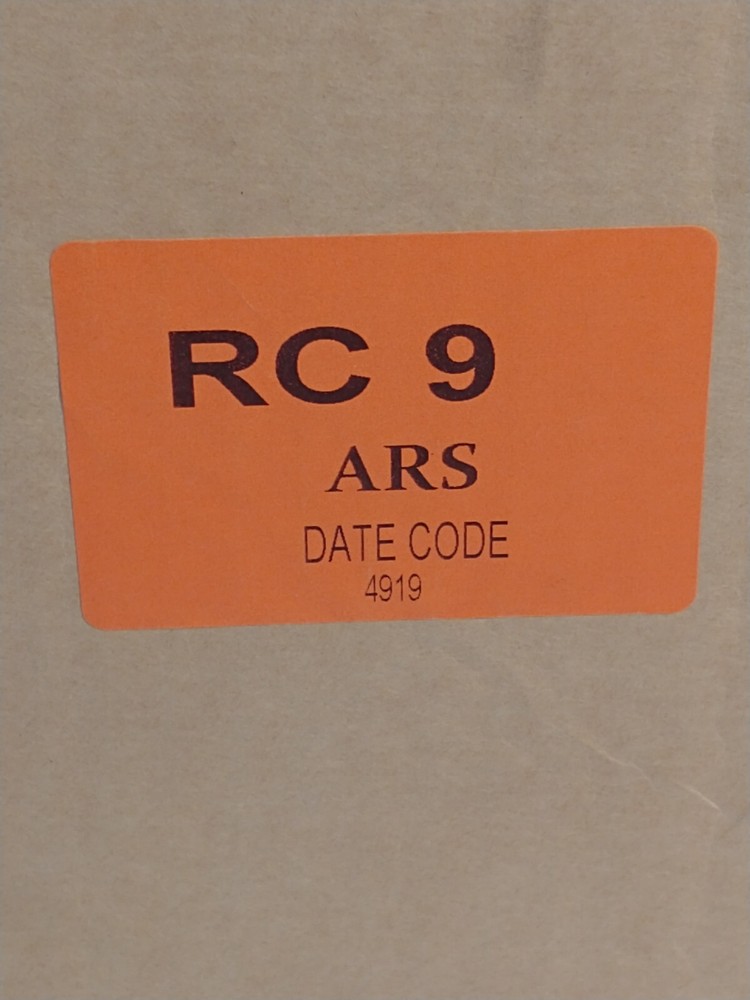 RC 9
ARS
DATE CODE
4919